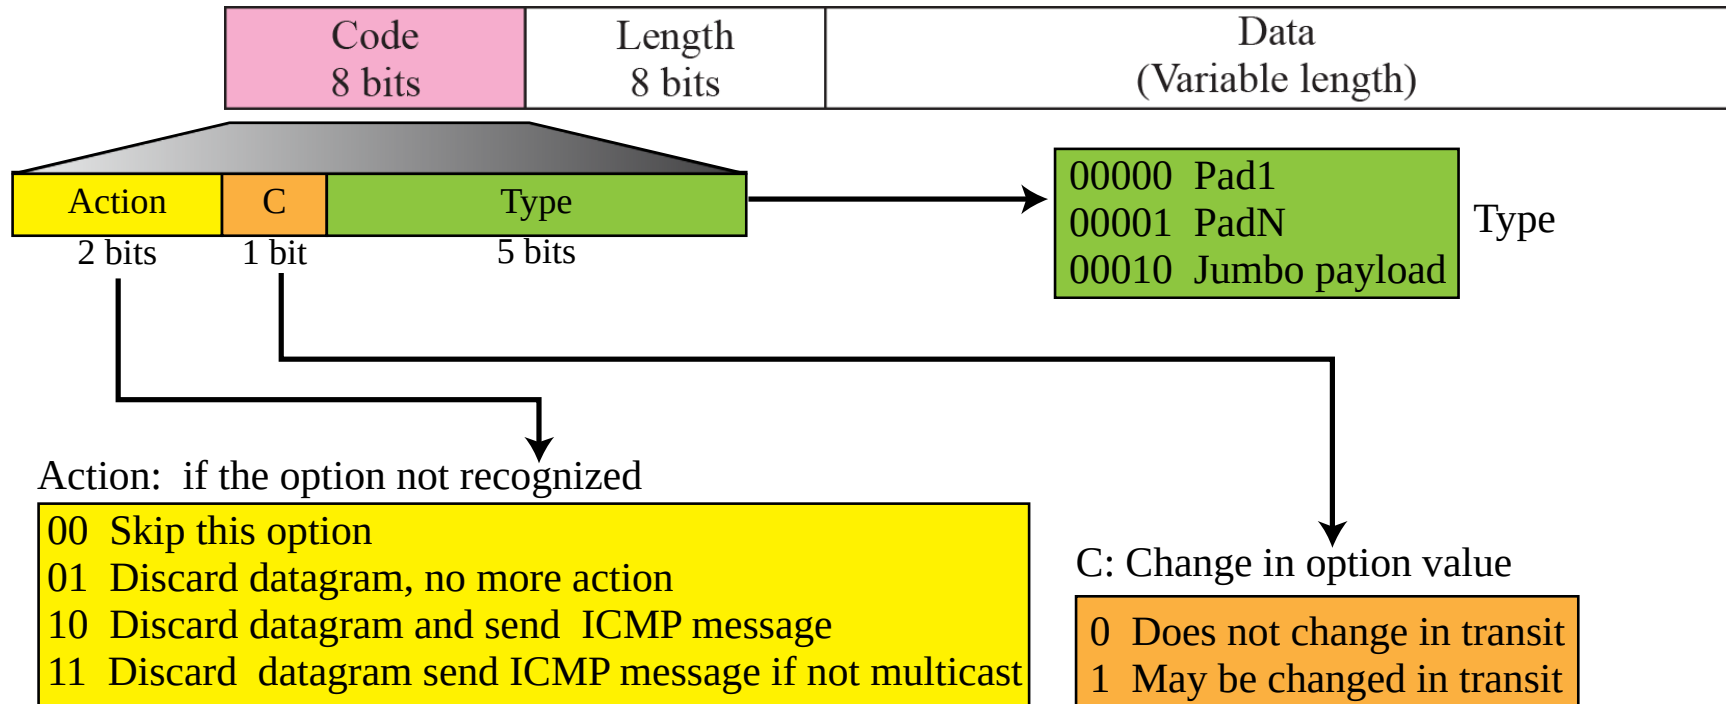 Code
8 bits
Length
8 bits
Data
(Variable length)
Action
C
Type
2 bits
1 bit
5 bits
00000 Pad1
00001 PadN
00010 Jumbo payload
Type
Action: if the option not recognized
00 Skip this option
01 Discard datagram, no more action
10 Discard datagram and send ICMP message
11 Discard datagram send ICMP message if not multicast
C: Change in option value
0 Does not change in transit
1 May be changed in transit